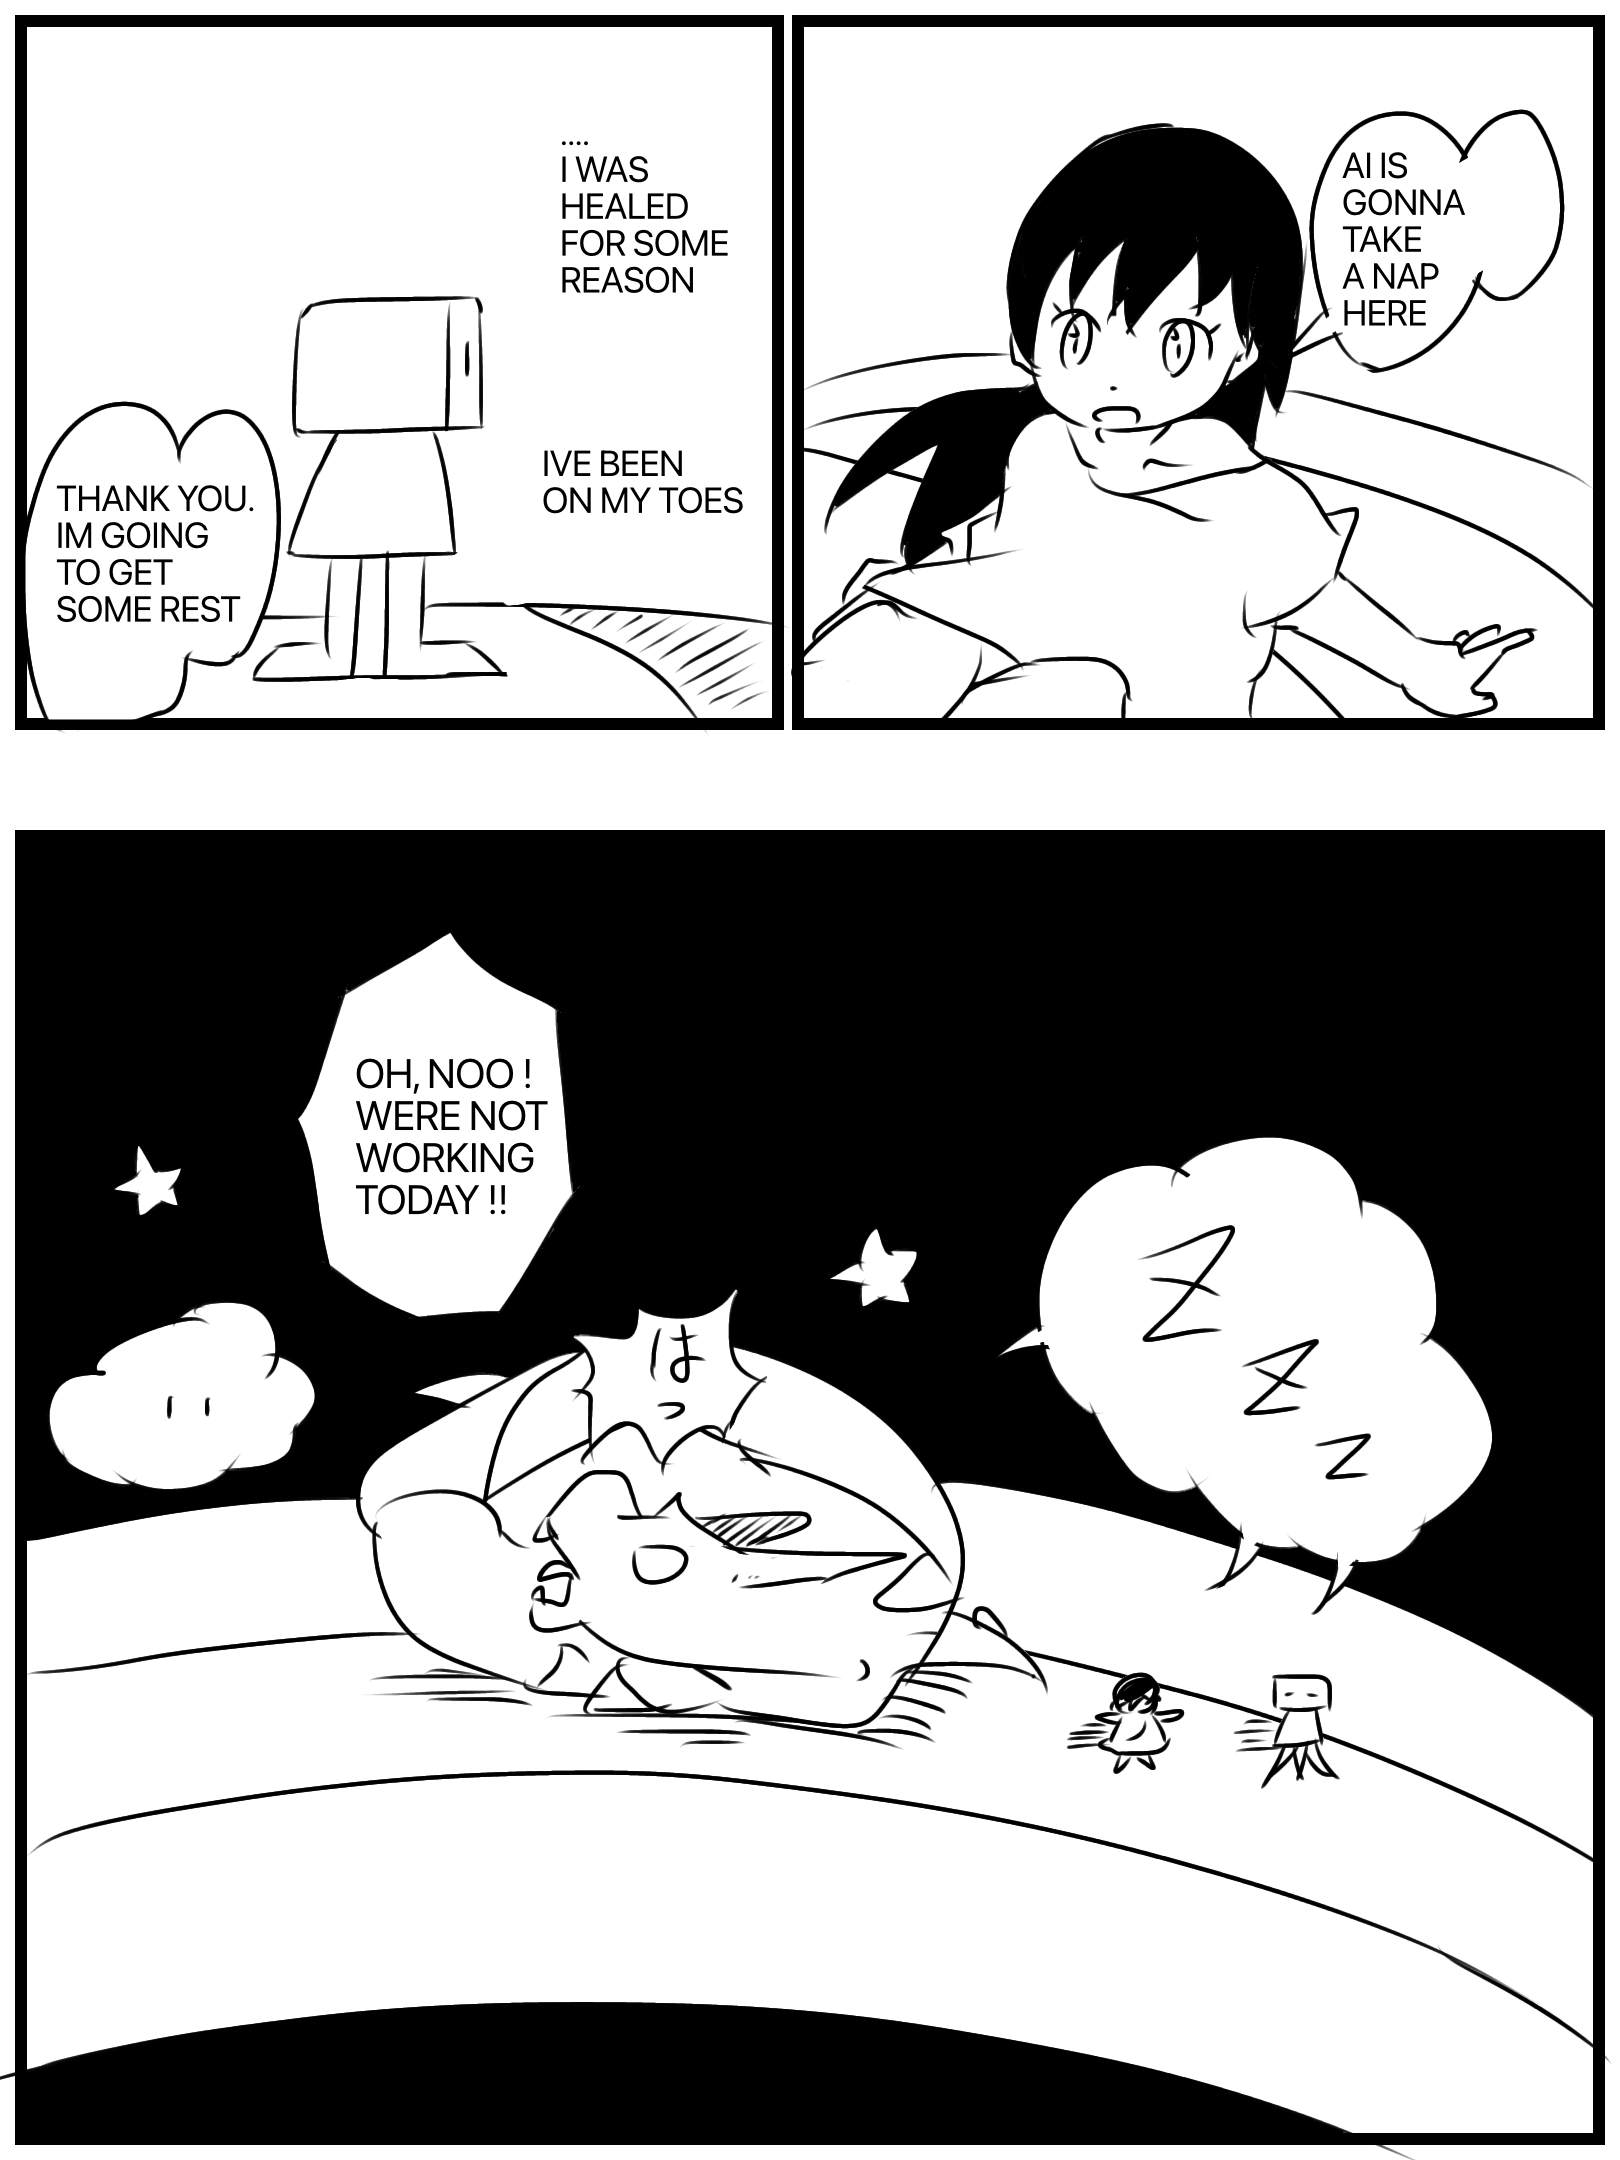 AI IS
GONNA
TAKE
A NAP
HERE
....
I WAS
HEALED
FOR SOME
REASON
IVE BEEN
ON MY TOES
THANK YOU.
IM GOING
TO GET
SOME REST
OH, NOO !
WERE NOT
WORKING
TODAY !!
はっ
Z
Z
Z